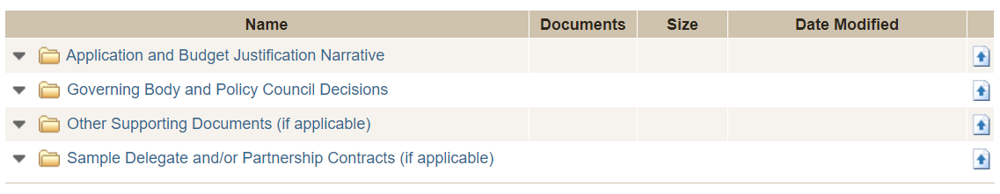 Name Documents Size Date Modified
Application and Budget Justification Narrative
Governing Body and Policy Council Decisions
Other Supporting Documents (if applicable)
Sample Delegate and/or Partnership Contracts (if applicable)